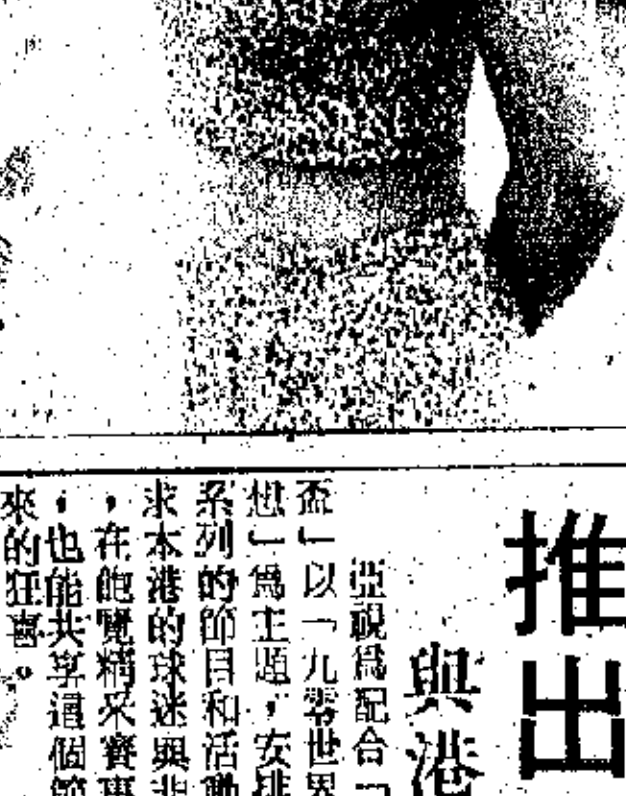 推出
與港
亞視為配合「
盃」以「九零世界
想」為主題，安排
系列的節目和活動
求本港的球迷與非
，在飽覽精采賽事
，也能共享這個節
來的狂喜。